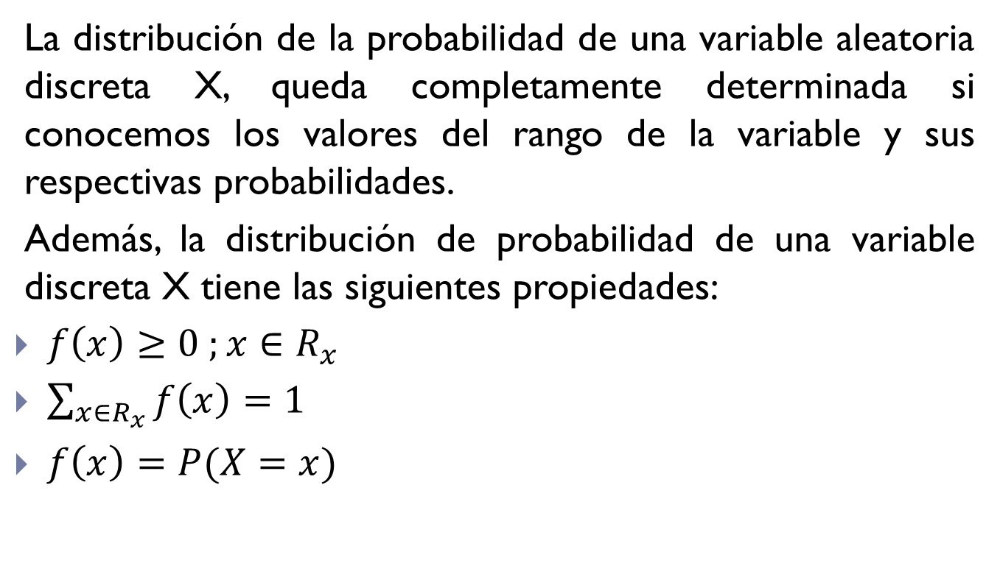 La distribución de la probabilidad de una variable aleatoria
discreta X, queda completamente determinada si
conocemos los valores del rango de la variable y sus
respectivas probabilidades.
Además, la distribución de probabilidad de una variable
discreta X tiene las siguientes propiedades:
f(x) ≥ 0 ; x ∈ Rₓ
∑ₓ∈Rₓ f(x) = 1
f(x) = P(X = x)